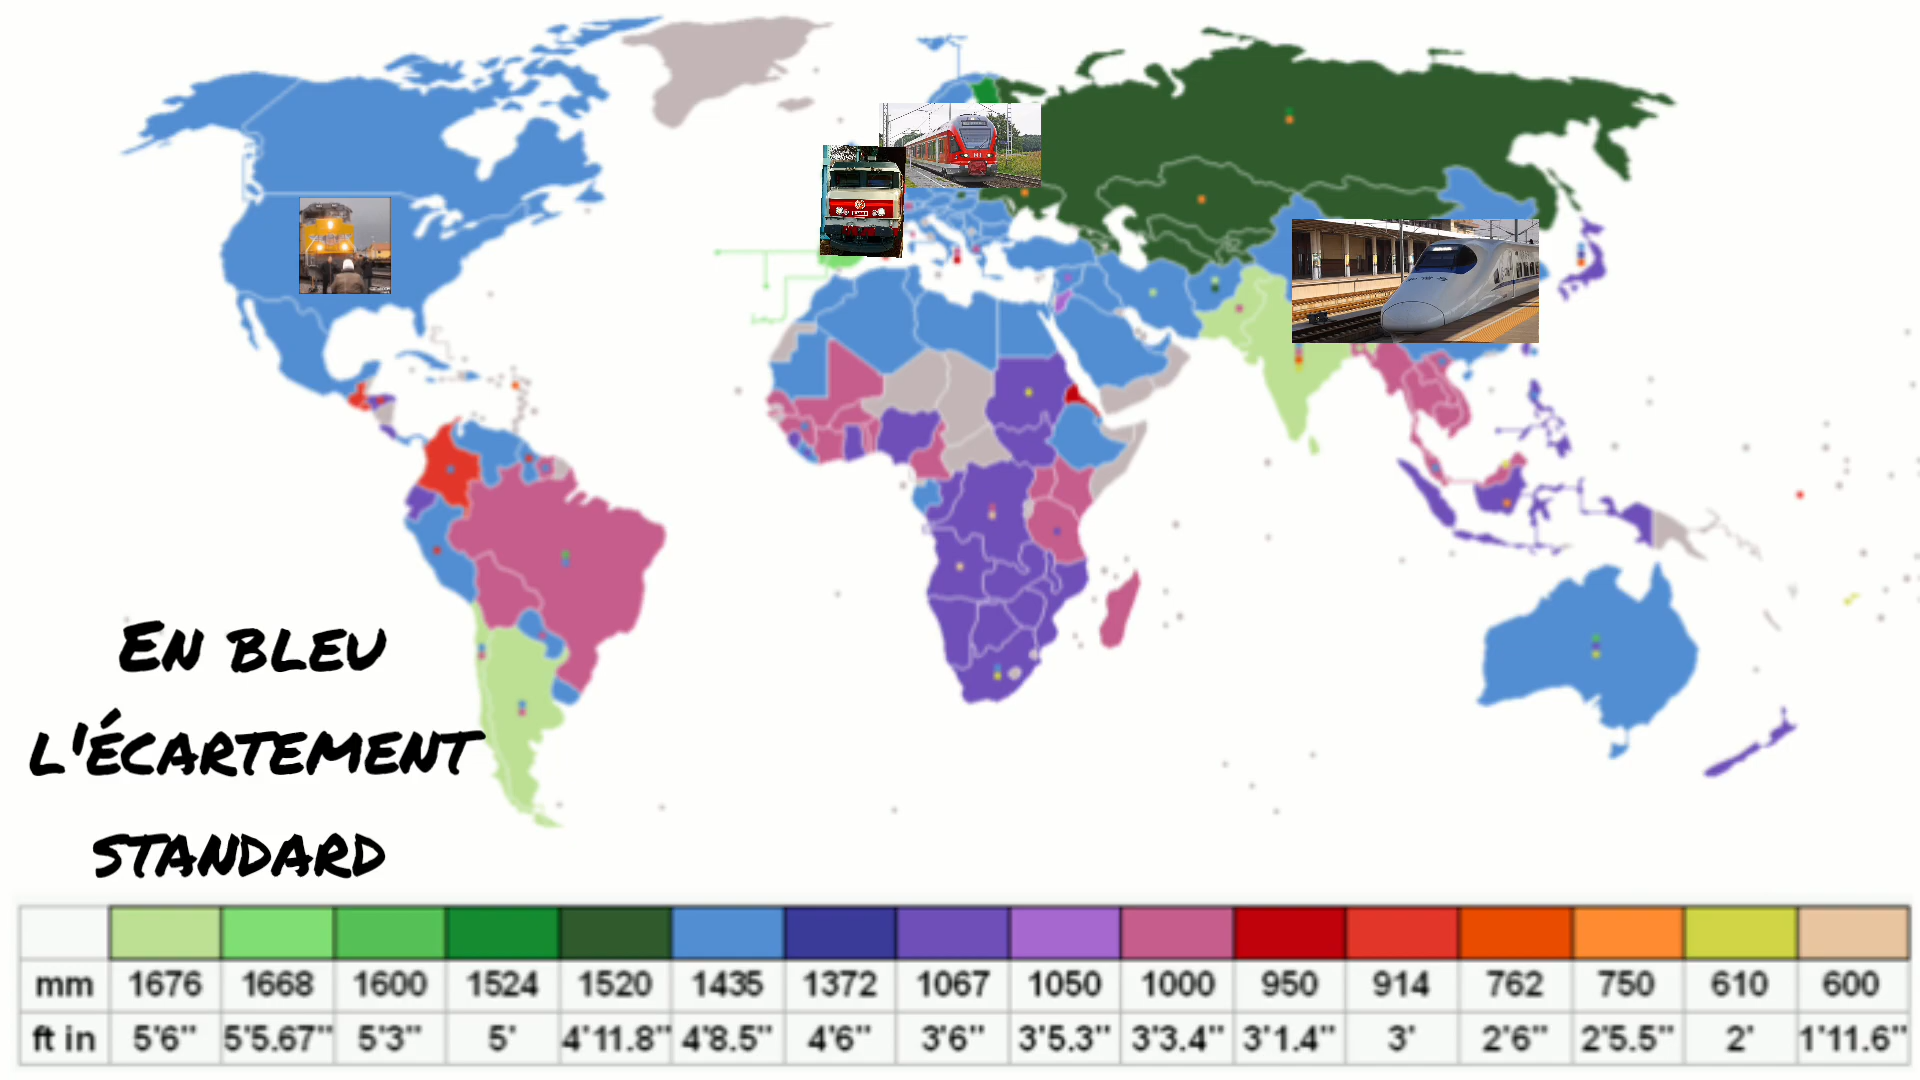 EN BLEU
L'ÉCARTEMENT
STANDARD
mm 1676 1668 1600 1524 1520 1435 1372 1067 1050 1000 950 914 762 750 610 600
ft in 5'6" 5'5.67" 5'3" 5' 4'11.8" 4'8.5" 4'6" 3'6" 3'5.3" 3'3.4" 3'1.4" 3' 2'6" 2'5.5" 2' 1'11.6"